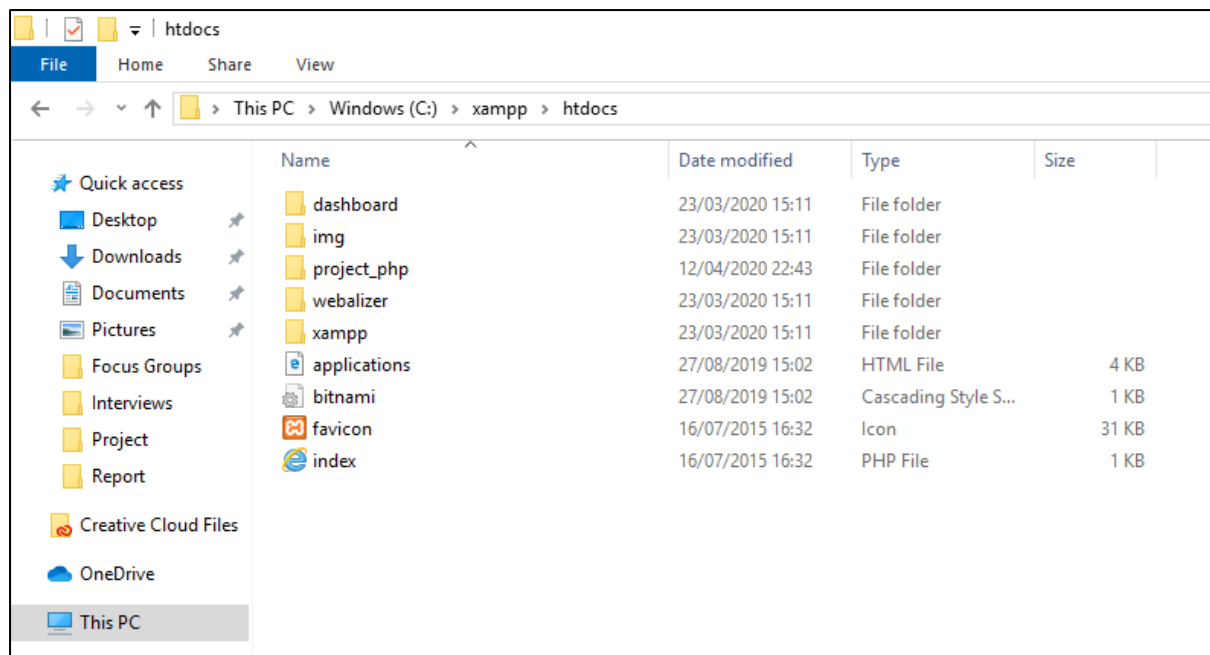 htdocs
File Home Share View
This PC > Windows (C:) > xampp > htdocs
Name Date modified Type Size
Quick access
Desktop
Downloads
Documents
Pictures
Focus Groups
Interviews
Project
Report
Creative Cloud Files
OneDrive
This PC
dashboard 23/03/2020 15:11 File folder
img 23/03/2020 15:11 File folder
project_php 12/04/2020 22:43 File folder
webalizer 23/03/2020 15:11 File folder
xampp 23/03/2020 15:11 File folder
applications 27/08/2019 15:02 HTML File 4 KB
bitnami 27/08/2019 15:02 Cascading Style S... 1 KB
favicon 16/07/2015 16:32 Icon 31 KB
index 16/07/2015 16:32 PHP File 1 KB